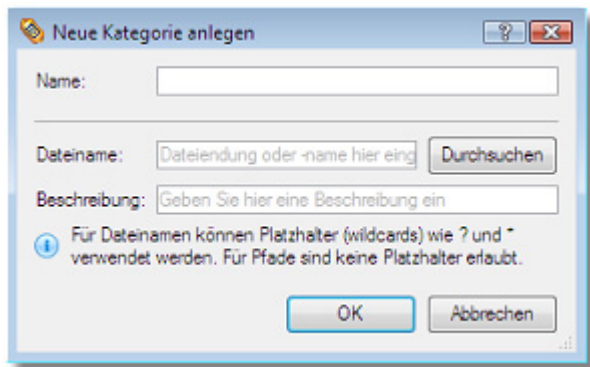 Neue Kategorie anlegen
Name:
Dateiname: Dateiendung oder -name hier eing Durchsuchen
Beschreibung: Geben Sie hier eine Beschreibung ein
Für Dateinamen können Platzhalter (wildcards) wie ? und *
verwendet werden. Für Pfade sind keine Platzhalter erlaubt.
OK Abbrechen